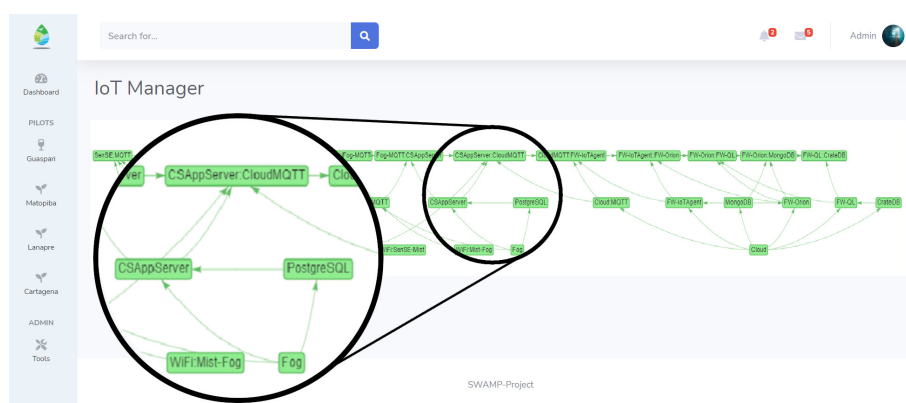 Search for...
2
5
Admin
Dashboard
IoT Manager
PILOTS
Guaspari
Matopiba
Lanapre
Cartagena
ADMIN
Tools
SenSE:MQTT
Fog-MQTT
Fog-MQTT:CSAppServer
CSAppServer:CloudMQTT
CloudMQTT:FW-IoTAgent
FW-IoTAgent:FW-Orion
FW-Orion:FW-QL
FW-Orion:MongoDB
FW-QL:CrateDB
MQTT
CSAppServer
PostgreSQL
Cloud MQTT
FW-IoTAgent
MongoDB
FW-Orion
FW-QL
CrateDB
WiFi:SenSE-Mist
WiFi:Mist-Fog
Fog
Cloud
ver
CSAppServer:CloudMQTT
Clo
CSAppServer
PostgreSQL
WiFi:Mist-Fog
Fog
SWAMP-Project